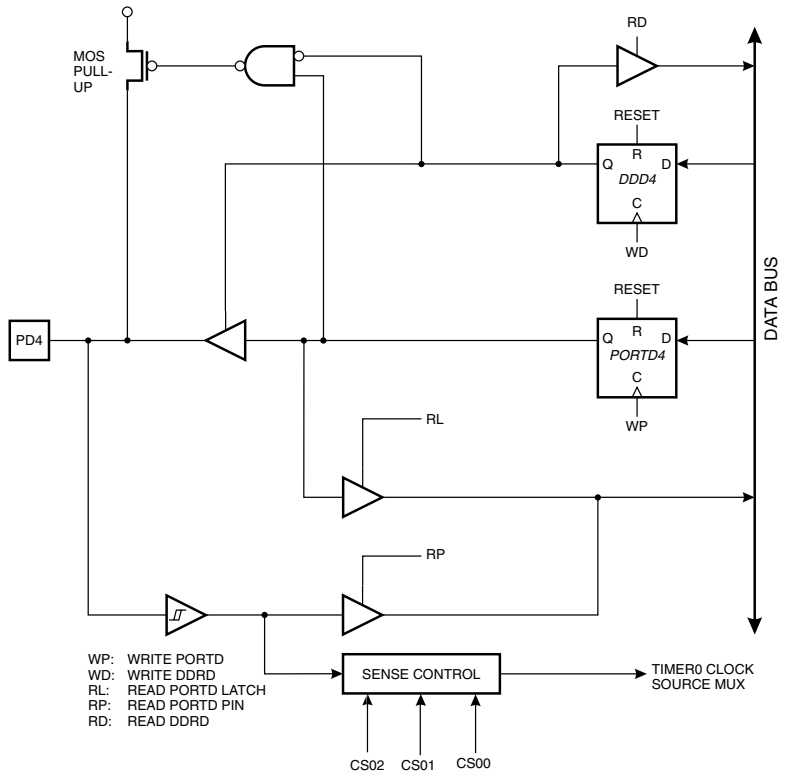 RD
MOS
PULL-
UP
RESET
R
Q
D
DDD4
C
WD
DATA BUS
RESET
R
Q
D
PD4
PORTD4
C
WP
RL
RP
WP: WRITE PORTD
WD: WRITE DDRD
RL: READ PORTD LATCH
RP: READ PORTD PIN
RD: READ DDRD
SENSE CONTROL
TIMER0 CLOCK
SOURCE MUX
CS02
CS01
CS00